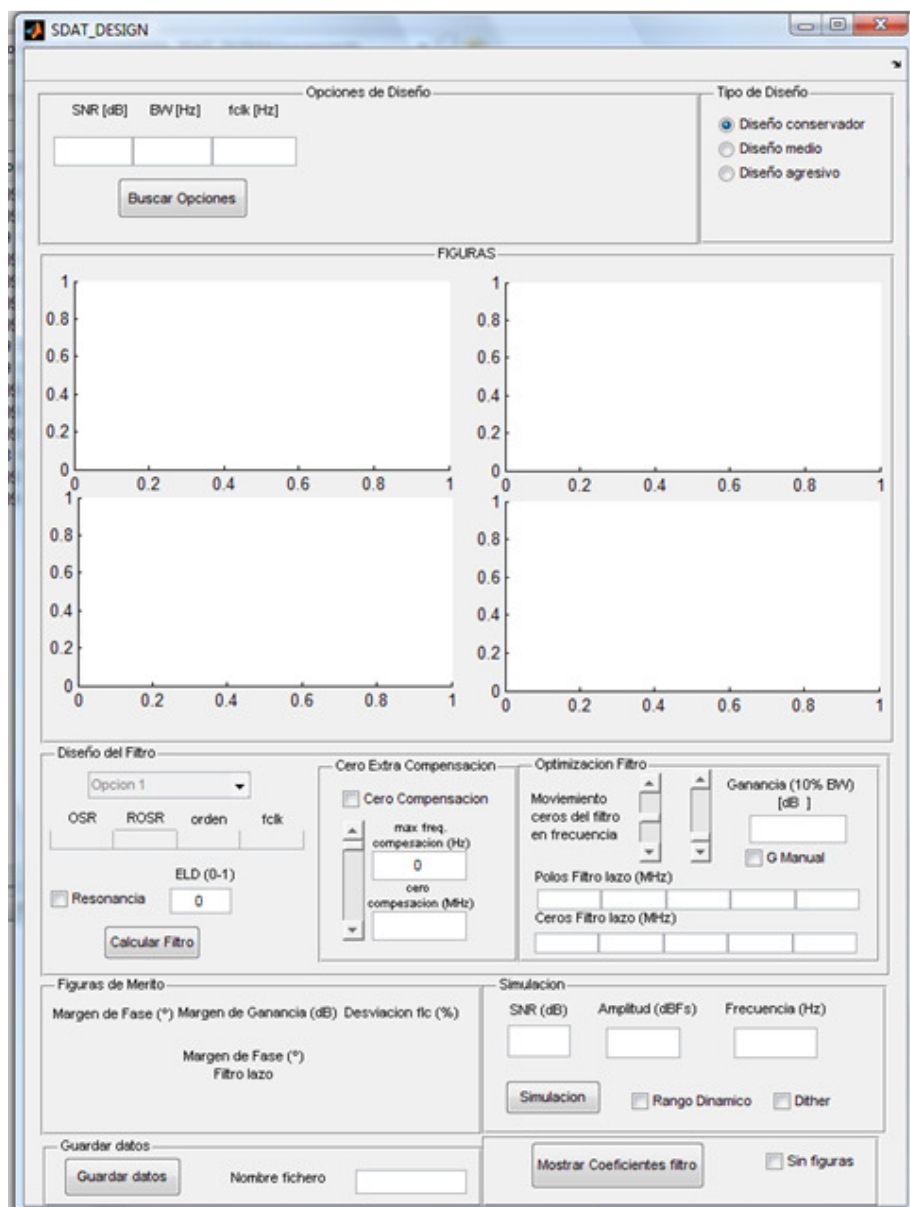 SDAT_DESIGN
Opciones de Diseño
SNR [dB] BW [Hz] fclk [Hz]
Buscar Opciones
Tipo de Diseño
Diseño conservador
Diseño medio
Diseño agresivo
FIGURAS
1
0.8
0.6
0.4
0.2
0
0 0.2 0.4 0.6 0.8 1
1
0.8
0.6
0.4
0.2
0
0 0.2 0.4 0.6 0.8 1
1
0.8
0.6
0.4
0.2
0
0 0.2 0.4 0.6 0.8 1
1
0.8
0.6
0.4
0.2
0
0 0.2 0.4 0.6 0.8 1
Diseño del Filtro
Opcion 1
OSR ROSR orden fclk
ELD (0-1)
Resonancia 0
Calcular Filtro
Cero Extra Compensacion
Cero Compensacion
max freq.
compesacion (Hz)
0
cero
compesacion (MHz)
Optimizacion Filtro
Moviemiento
ceros del filtro
en frecuencia
Ganancia (10% BW)
[dB ]
G Manual
Polos Filtro lazo (MHz)
Ceros Filtro lazo (MHz)
Figuras de Merito
Margen de Fase (º) Margen de Ganancia (dB) Desviacion flc (%)
Margen de Fase (º)
Filtro lazo
Simulacion
SNR (dB) Amplitud (dBFs) Frecuencia (Hz)
Simulacion Rango Dinamico Dither
Guardar datos
Guardar datos Nombre fichero
Mostrar Coeficientes filtro Sin figuras